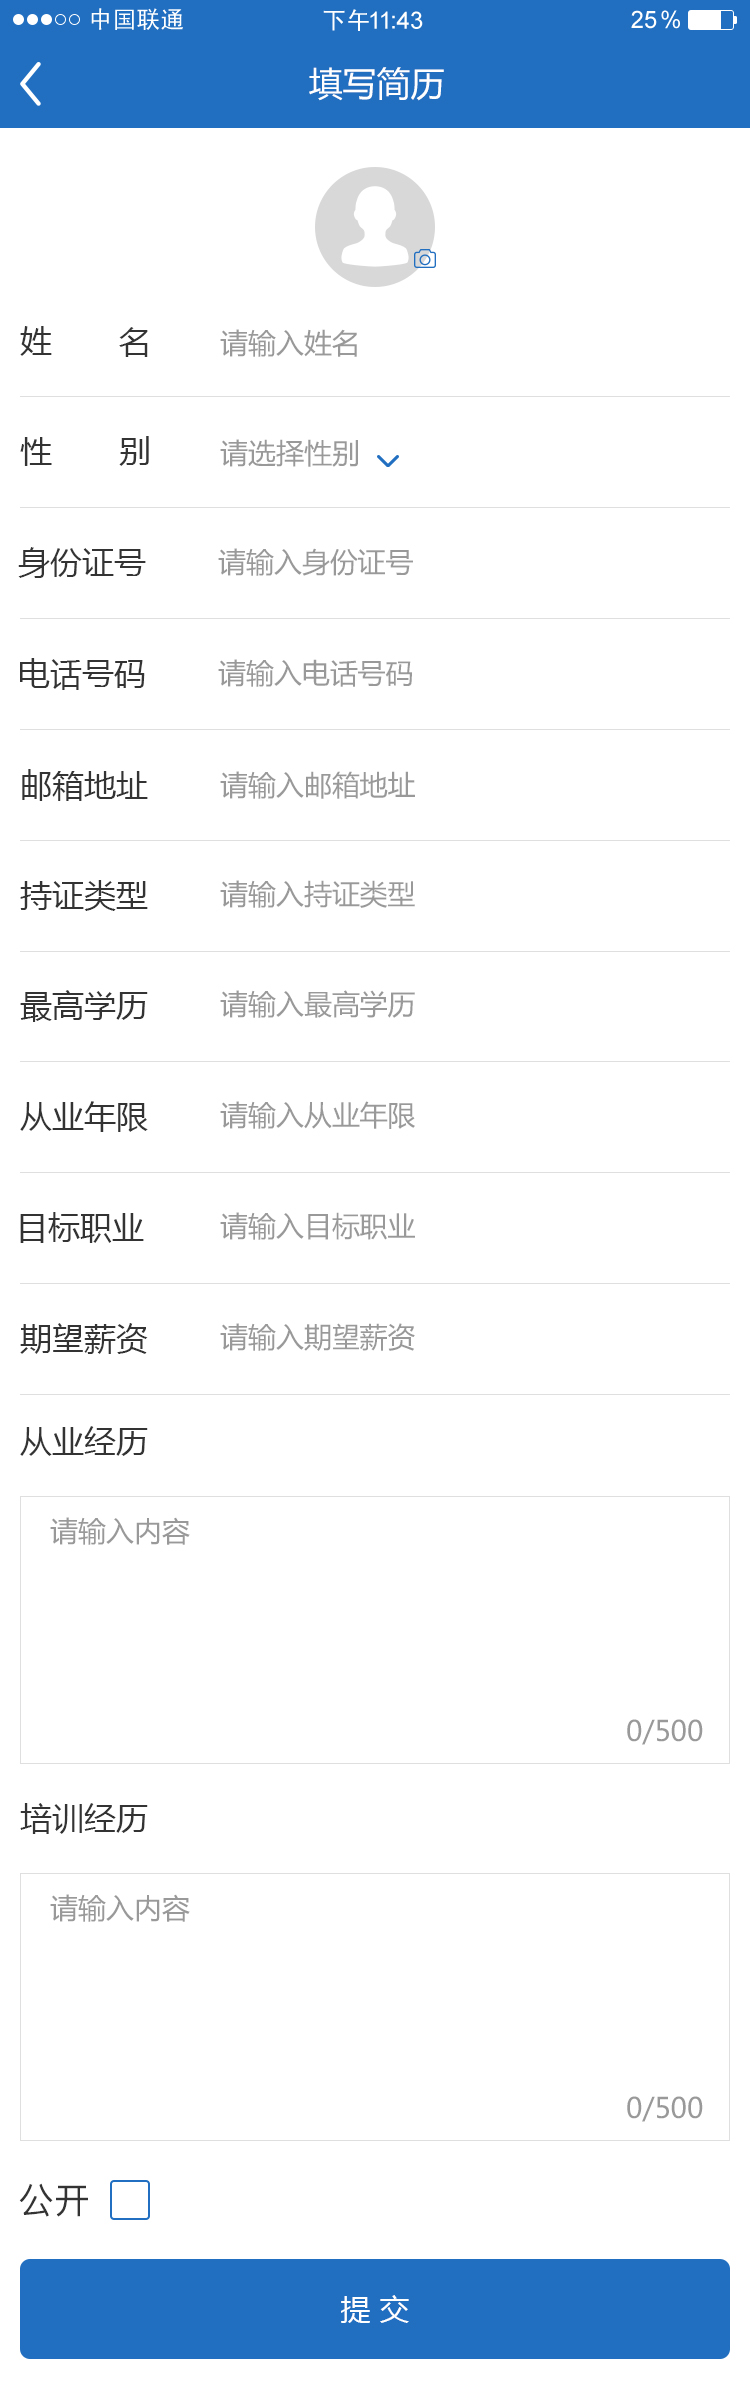 中国联通 下午11:43 25%
填写简历
姓 名 请输入姓名
性 别 请选择性别
身份证号 请输入身份证号
电话号码 请输入电话号码
邮箱地址 请输入邮箱地址
持证类型 请输入持证类型
最高学历 请输入最高学历
从业年限 请输入从业年限
目标职业 请输入目标职业
期望薪资 请输入期望薪资
从业经历
请输入内容
0/500
培训经历
请输入内容
0/500
公开
提交